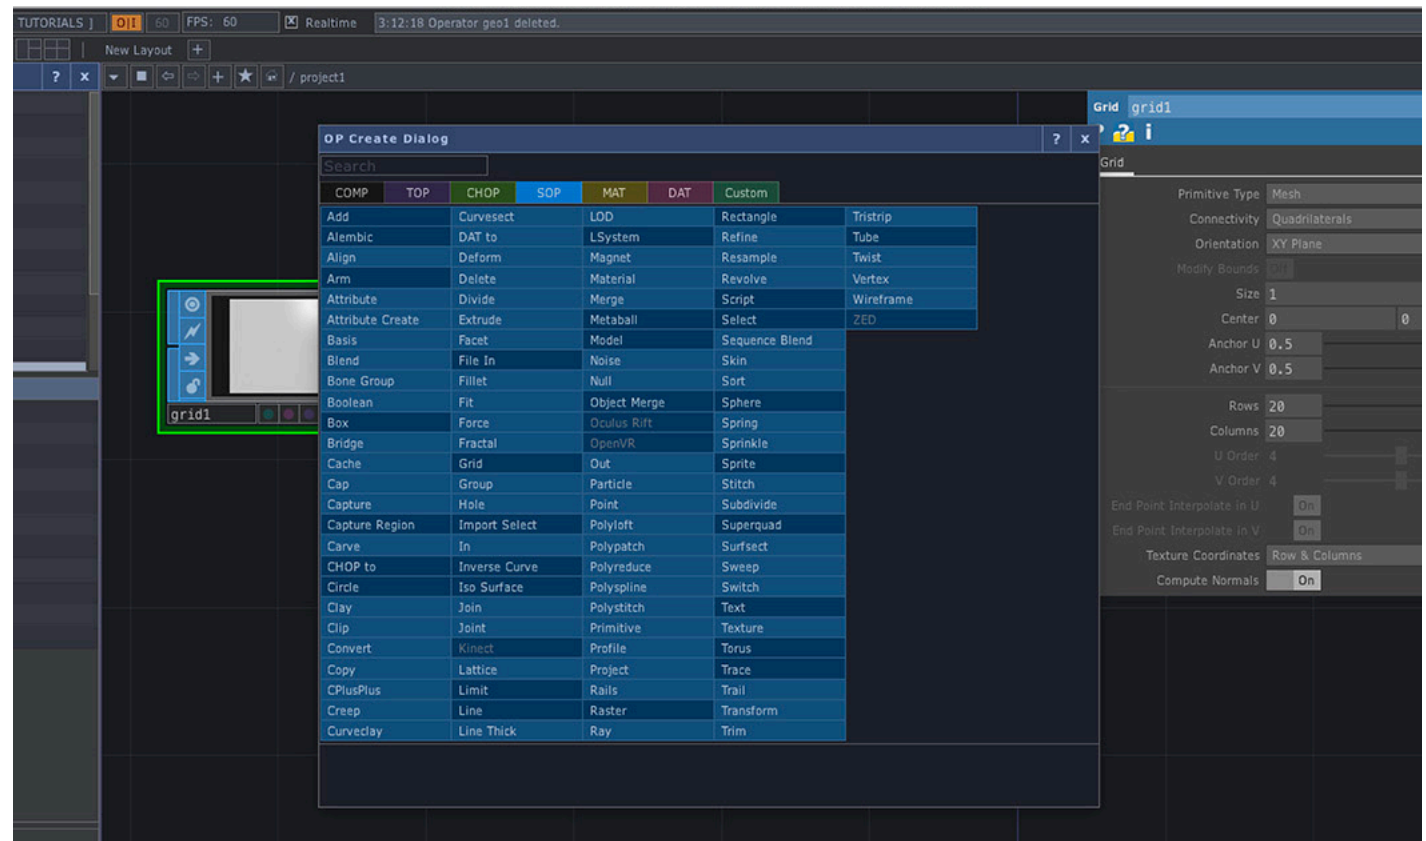 TUTORIALS ] O|I 60 FPS: 60 X Realtime 3:12:18 Operator geo1 deleted.
New Layout +
? x + / project1
Grid grid1
OP Create Dialog ? x
? i
Search
Grid
COMP TOP CHOP SOP MAT DAT Custom
Add Curvesect LOD Rectangle Tristrip
Alembic DAT to LSystem Refine Tube
Align Deform Magnet Resample Twist
Arm Delete Material Revolve Vertex
Attribute Divide Merge Script Wireframe
Attribute Create Extrude Metaball Select ZED
Basis Facet Model Sequence Blend
Blend File In Noise Skin
Bone Group Fillet Null Sort
Boolean Fit Object Merge Sphere
Box Force Oculus Rift Spring
Bridge Fractal OpenVR Sprinkle
Cache Grid Out Sprite
Cap Group Particle Stitch
Capture Hole Point Subdivide
Capture Region Import Select Polyloft Superquad
Carve In Polypatch Surfsect
CHOP to Inverse Curve Polyreduce Sweep
Circle Iso Surface Polyspline Switch
Clay Join Polystitch Text
Clip Joint Primitive Texture
Convert Kinect Profile Torus
Copy Lattice Project Trace
CPlusPlus Limit Rails Trail
Creep Line Raster Transform
Curveclay Line Thick Ray Trim
grid1
Primitive Type Mesh
Connectivity Quadrilaterals
Orientation XY Plane
Modify Bounds Off
Size 1
Center 0 0
Anchor U 0.5
Anchor V 0.5
Rows 20
Columns 20
U Order 4
V Order 4
End Point Interpolate in U On
End Point Interpolate in V On
Texture Coordinates Row & Columns
Compute Normals On